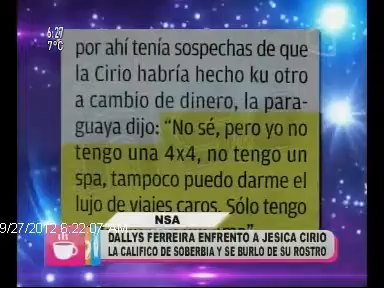 6:27
7°C
por ahí tenía sospechas de que
la Cirio habría hecho ku otro
a cambio de dinero, la para-
guaya dijo: "No sé, pero yo no
tengo una 4x4, no tengo un
spa, tampoco puedo darme el
lujo de viajes caros. Sólo tengo
NSA
9/27/2012 6:22:07 AM
DALLYS FERREIRA ENFRENTÓ A JESICA CIRIO
LA CALIFICO DE SOBERBIA Y SE BURLO DE SU ROSTRO